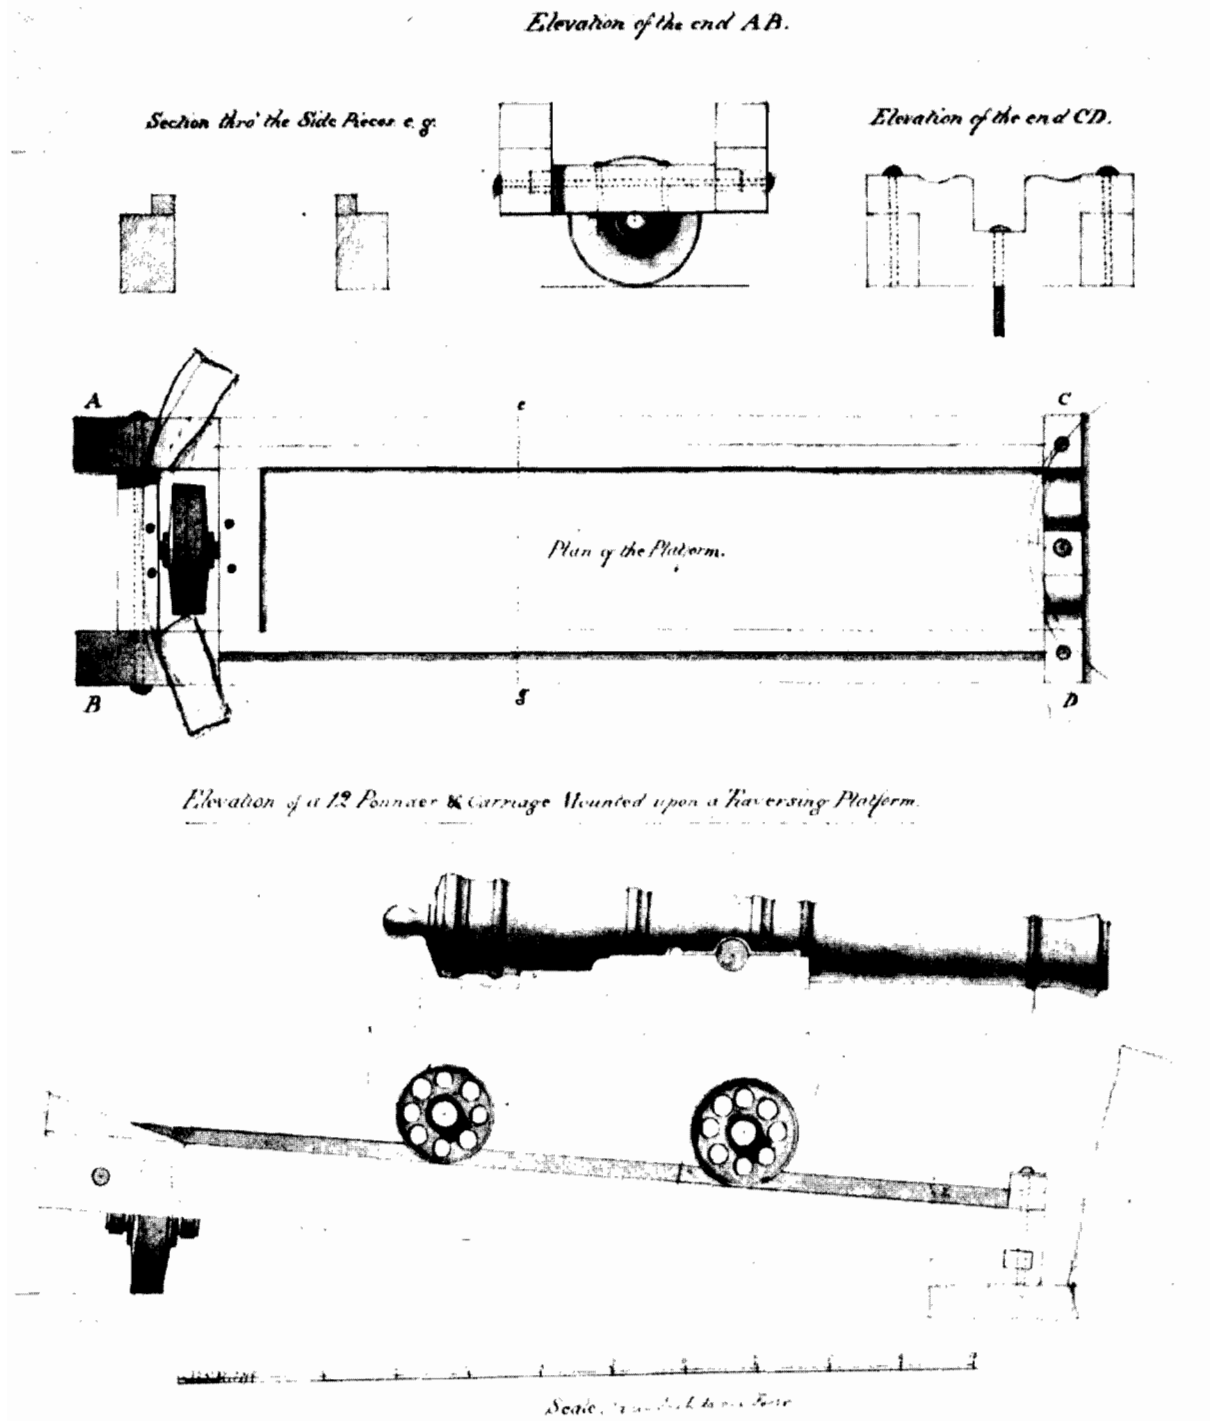 Elevation of the end A B.
Section thro' the Side Pieces e. g.
Elevation of the end CD.
A
e
C
Plan of the Platform.
B
g
D
Elevation of a 12 Pounder & Carriage Mounted upon a Traversing Platform.
Scale,